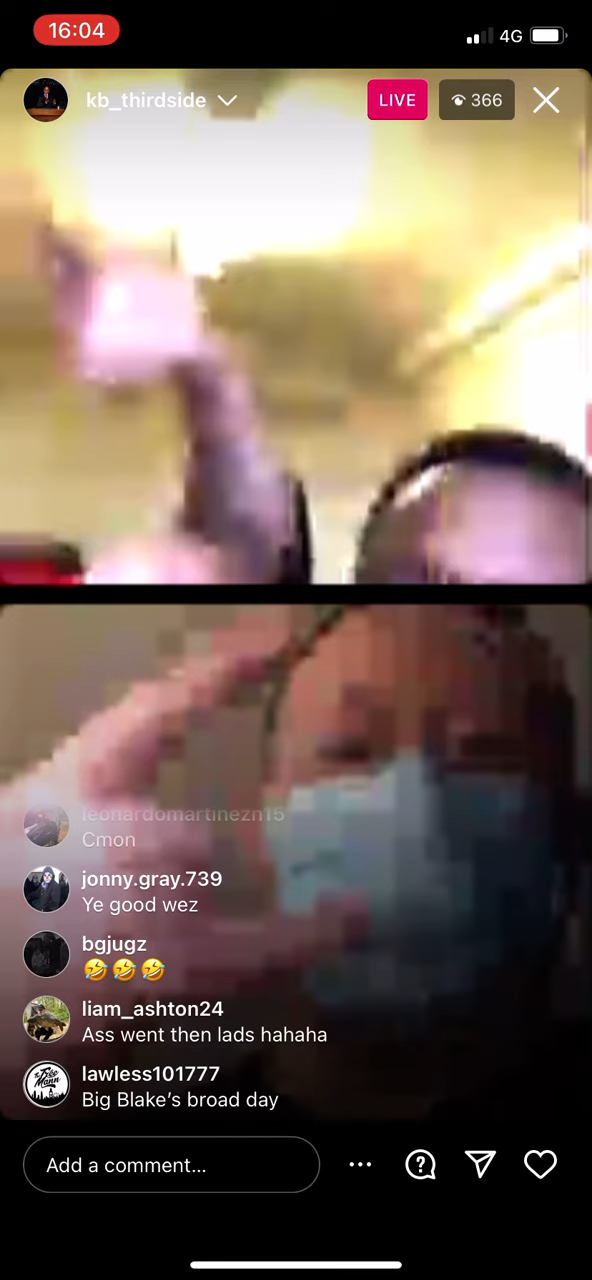 16:04
4G
kb_thirdside
LIVE
366
leonardomartinezn15
Cmon
jonny.gray.739
Ye good wez
bgjugz
🤣🤣🤣
liam_ashton24
Ass went then lads hahaha
lawless101777
Big Blake's broad day
Add a comment...